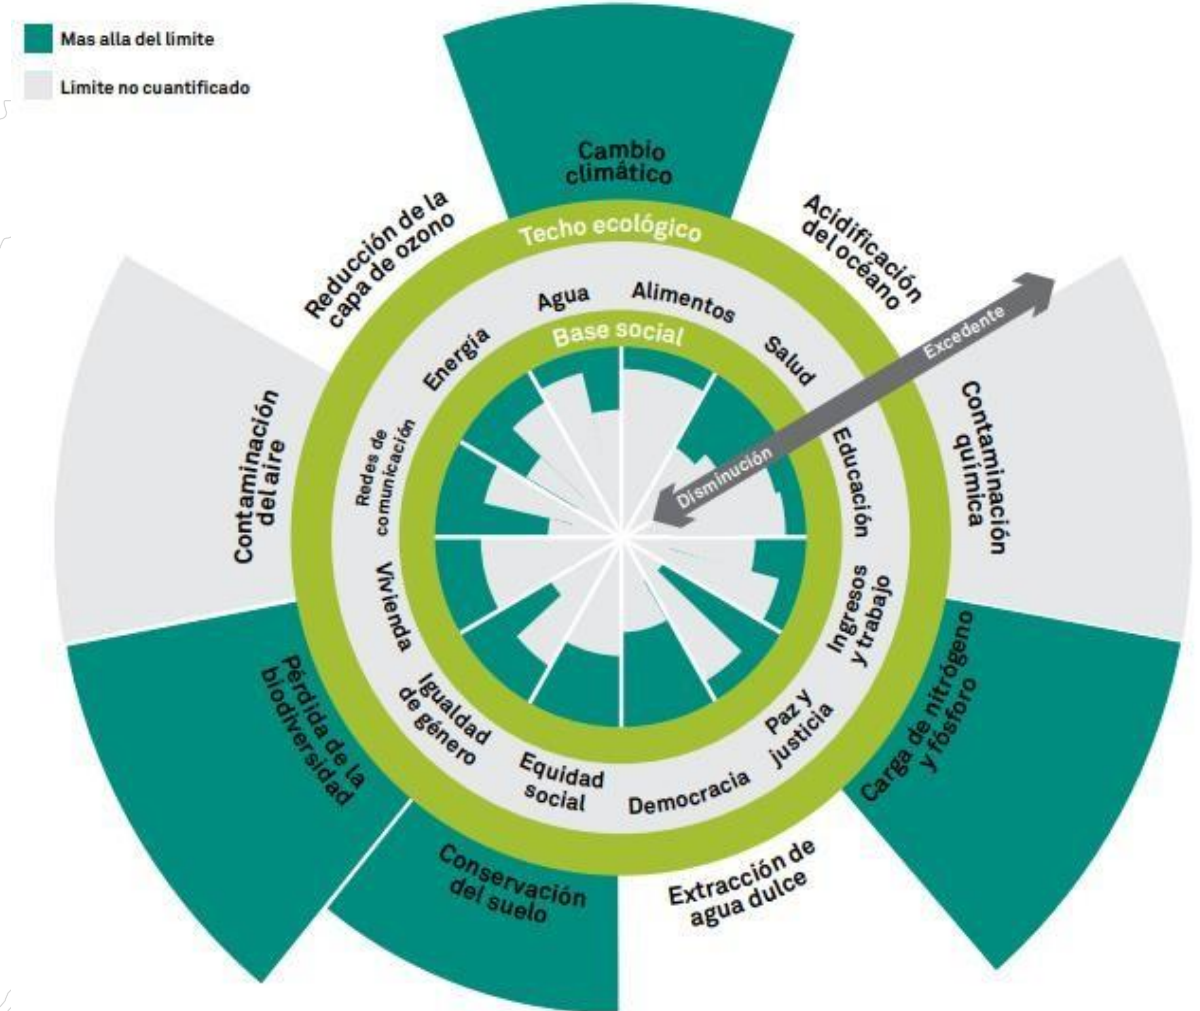 Mas alla del limite
Limite no cuantificado
Cambio
climático
Techo ecológico
Reducción de la
capa de ozono
Acidificación
del océano
Agua
Alimentos
Base social
Energía
Salud
Excedente
Disminución
Contaminación
del aire
Redes de
comunicación
Educación
Contaminación
química
Vivienda
Ingresos
y trabajo
Pérdida de la
biodiversidad
Igualdad
de género
Equidad
social
Democracia
Paz y
justicia
Carga de nitrógeno
y fósforo
Conservación
del suelo
Extracción de
agua dulce